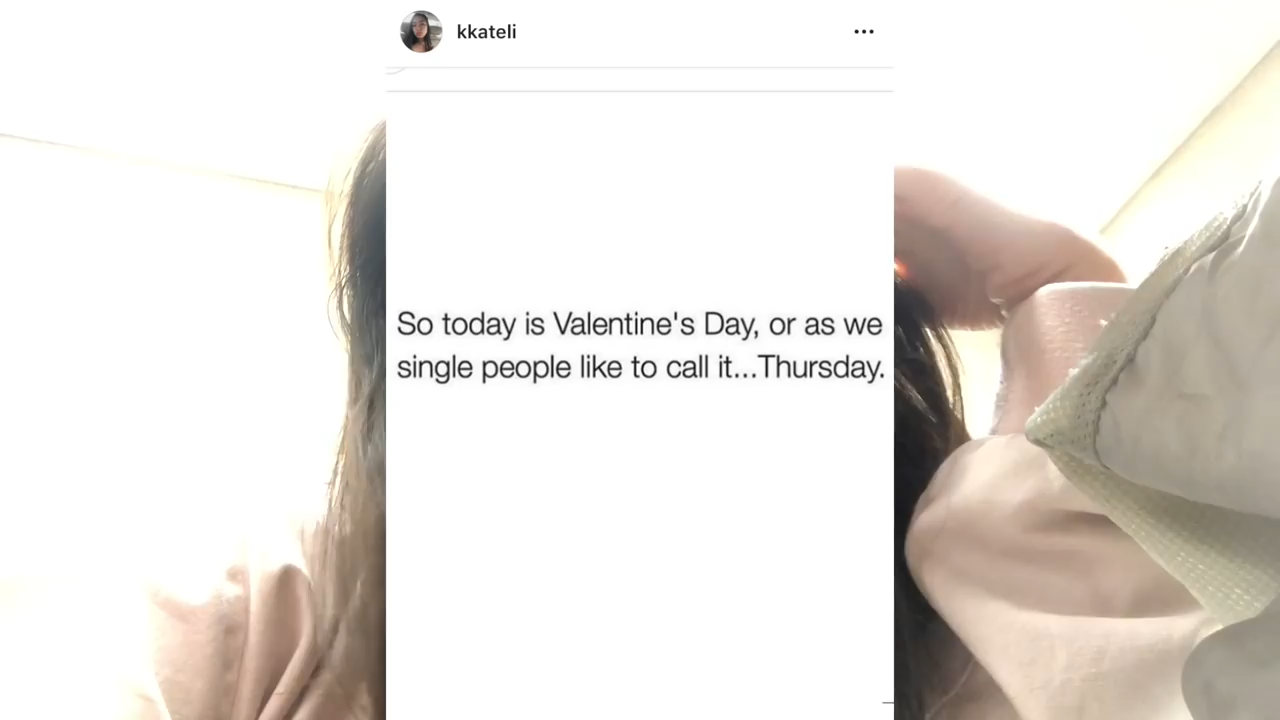 kkateli
So today is Valentine's Day, or as we
single people like to call it...Thursday.